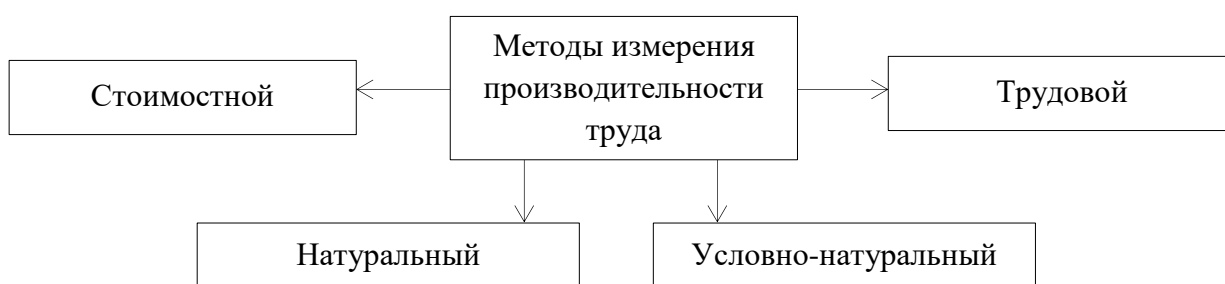 Методы измерения
производительности
труда
Стоимостной
Трудовой
Натуральный
Условно-натуральный